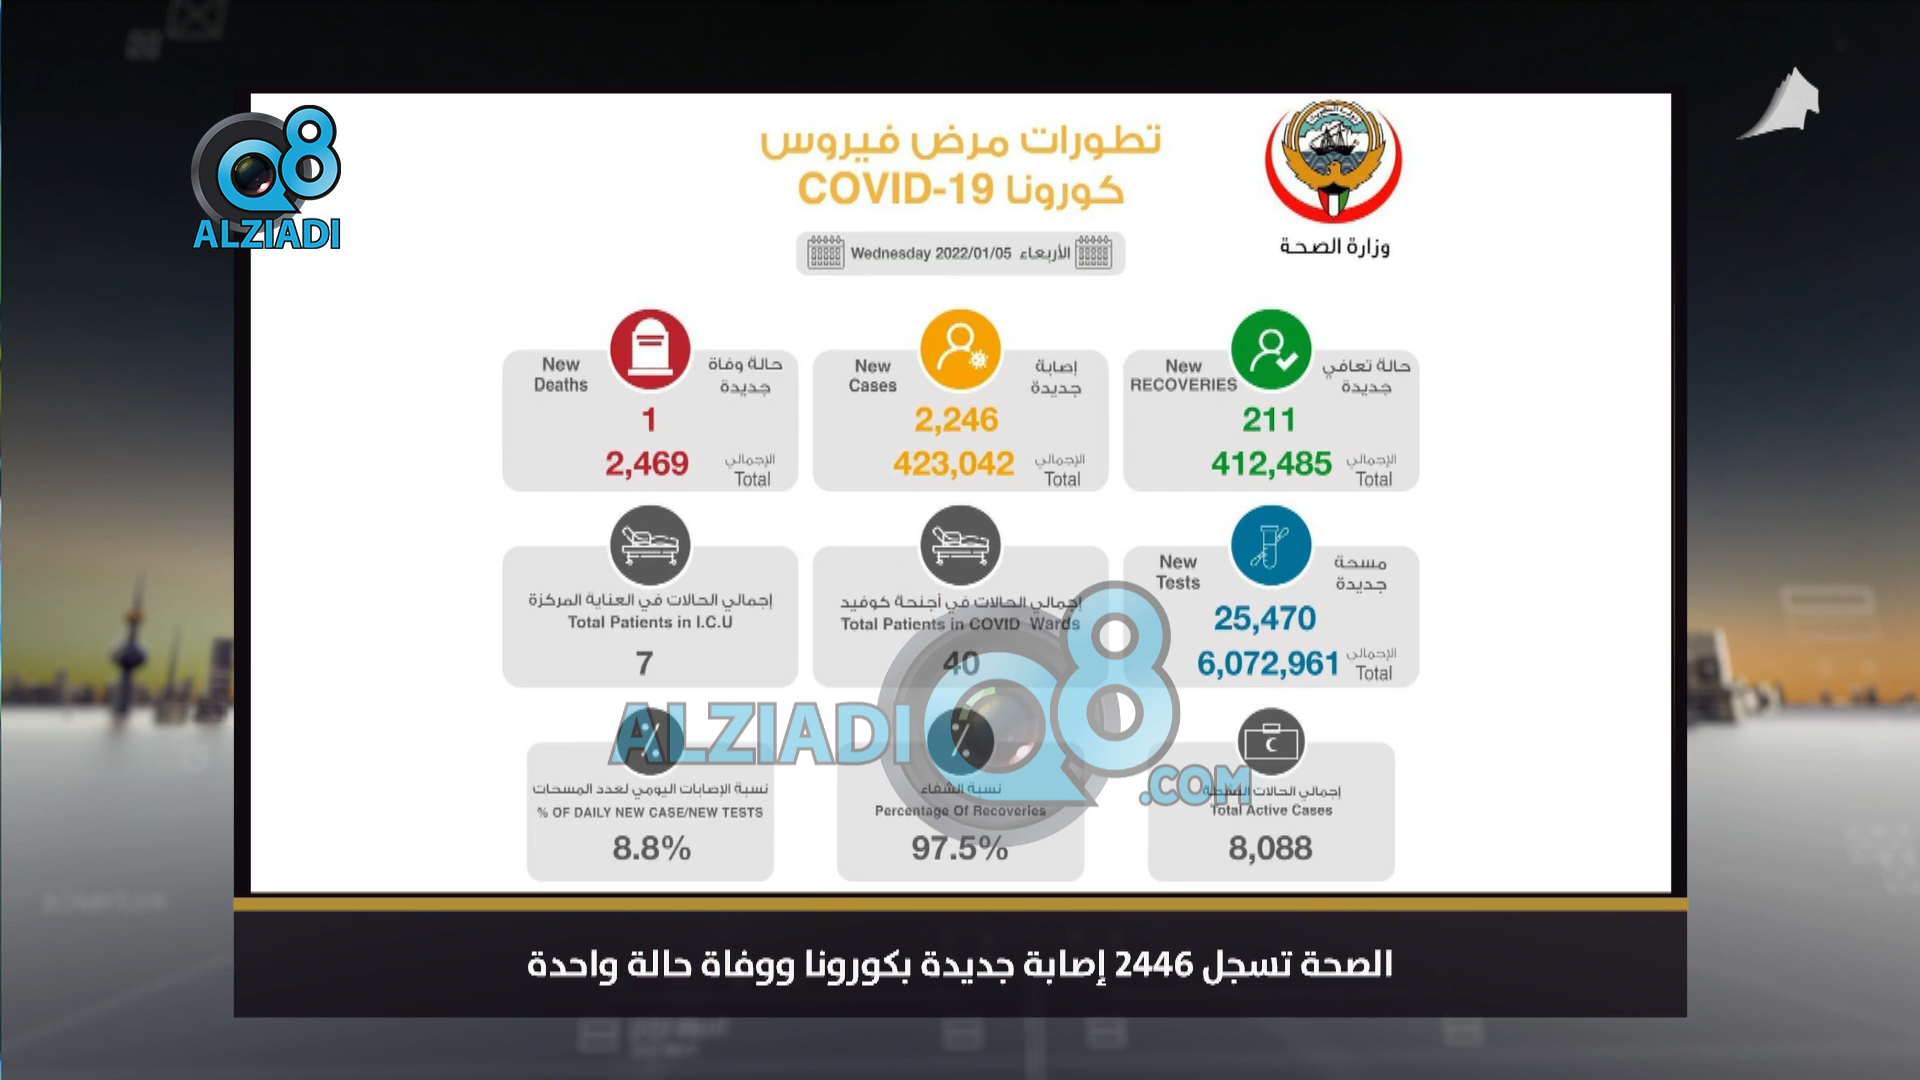 Q8
ALZIADI
تطورات مرض فيروس
كورونا COVID-19
الأربعاء Wednesday 2022/01/05
وزارة الصحة
New Deaths
حالة وفاة جديدة
1
2,469
الإجمالي
Total
New Cases
إصابة جديدة
2,246
423,042
الإجمالي
Total
New RECOVERIES
حالة تعافي جديدة
211
412,485
الإجمالي
Total
إجمالي الحالات في العناية المركزة
Total Patients in I.C.U
7
إجمالي الحالات في أجنحة كوفيد
Total Patients in COVID Wards
40
New Tests
مسحة جديدة
25,470
6,072,961
الإجمالي
Total
ALZIADI Q8 .COM
نسبة الإصابات اليومي لعدد المسحات
% OF DAILY NEW CASE/NEW TESTS
8.8%
نسبة الشفاء
Percentage Of Recoveries
97.5%
إجمالي الحالات النشطة
Total Active Cases
8,088
الصحة تسجل 2446 إصابة جديدة بكورونا ووفاة حالة واحدة